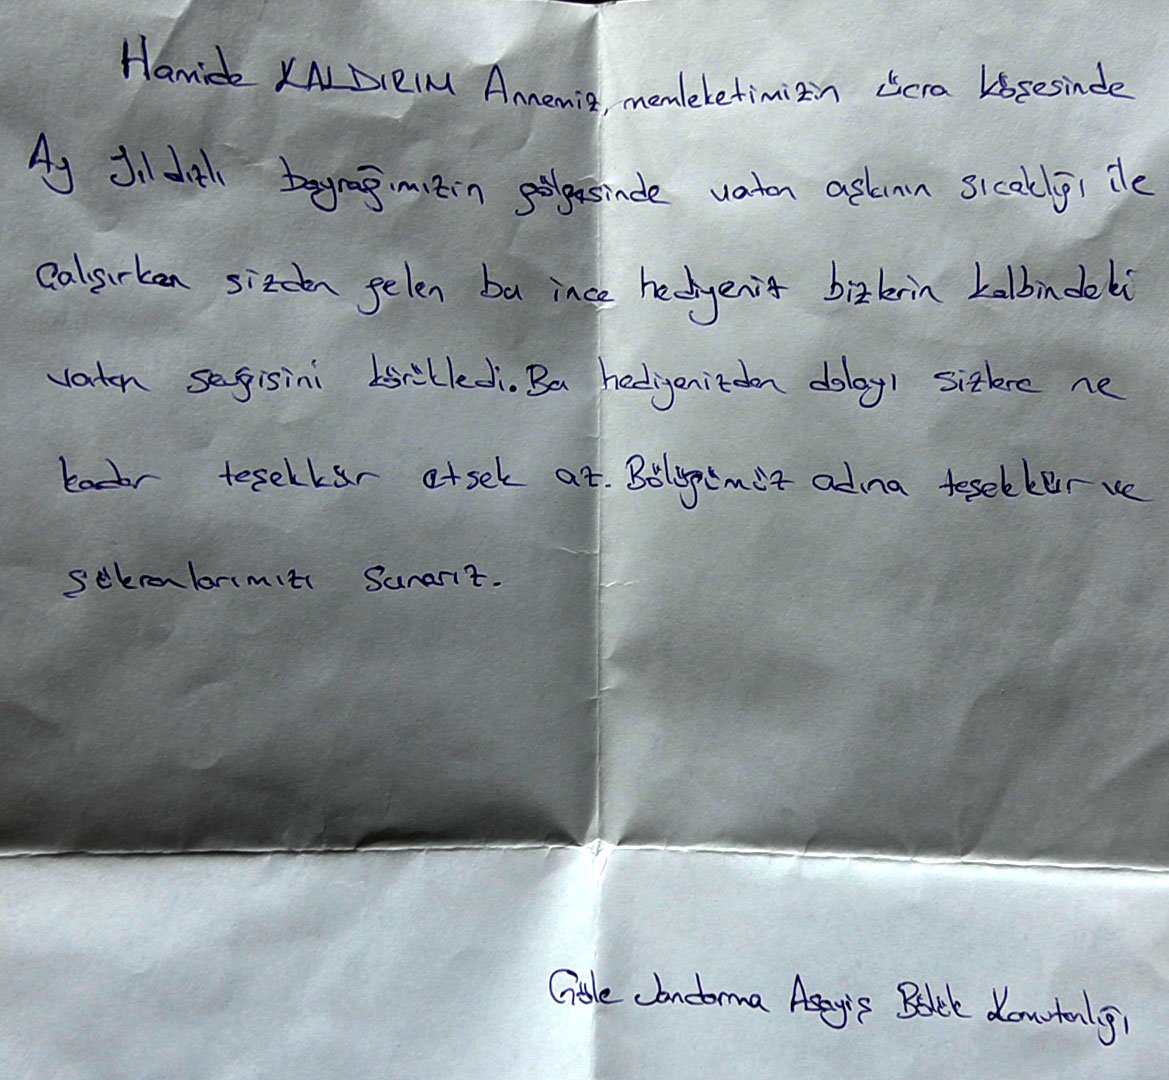 Hamide KALDIRIM Annemiz, memleketimizin ücra köşesinde
Ay Yıldızlı bayrağımızın gölgesinde vatan aşkının sıcaklığı ile
Çalışırken sizden gelen bu ince hediyeniz bizlerin kalbindeki
vatan sevgisini körükledi. Bu hediyenizden dolayı sizlere ne
kadar teşekkür etsek az. Bölüğümüz adına teşekkür ve
şükranlarımızı sunarız.
Göle Jandarma Asayiş Bölük Komutanlığı